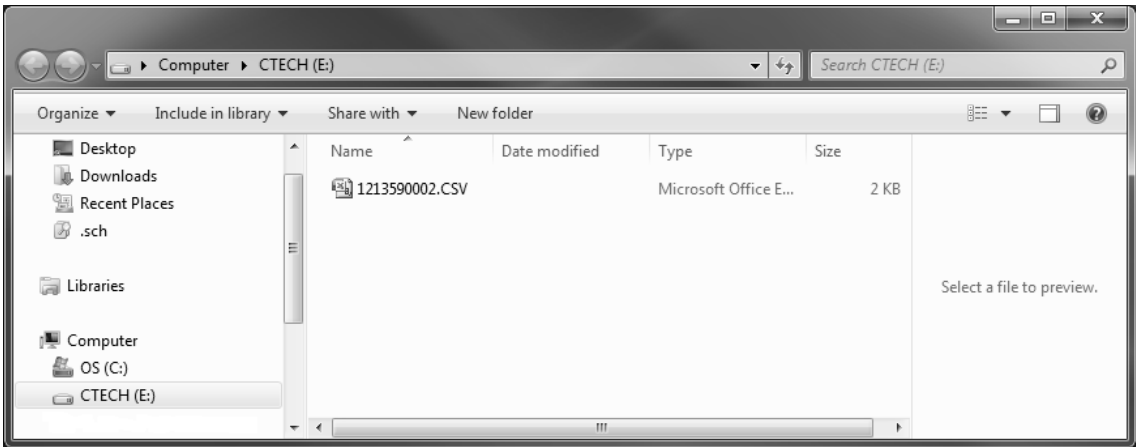 Computer CTECH (E:) Search CTECH (E:)
Organize Include in library Share with New folder
Desktop
Downloads
Recent Places
.sch
Libraries
Computer
OS (C:)
CTECH (E:)
Name Date modified Type Size
1213590002.CSV Microsoft Office E... 2 KB
Select a file to preview.